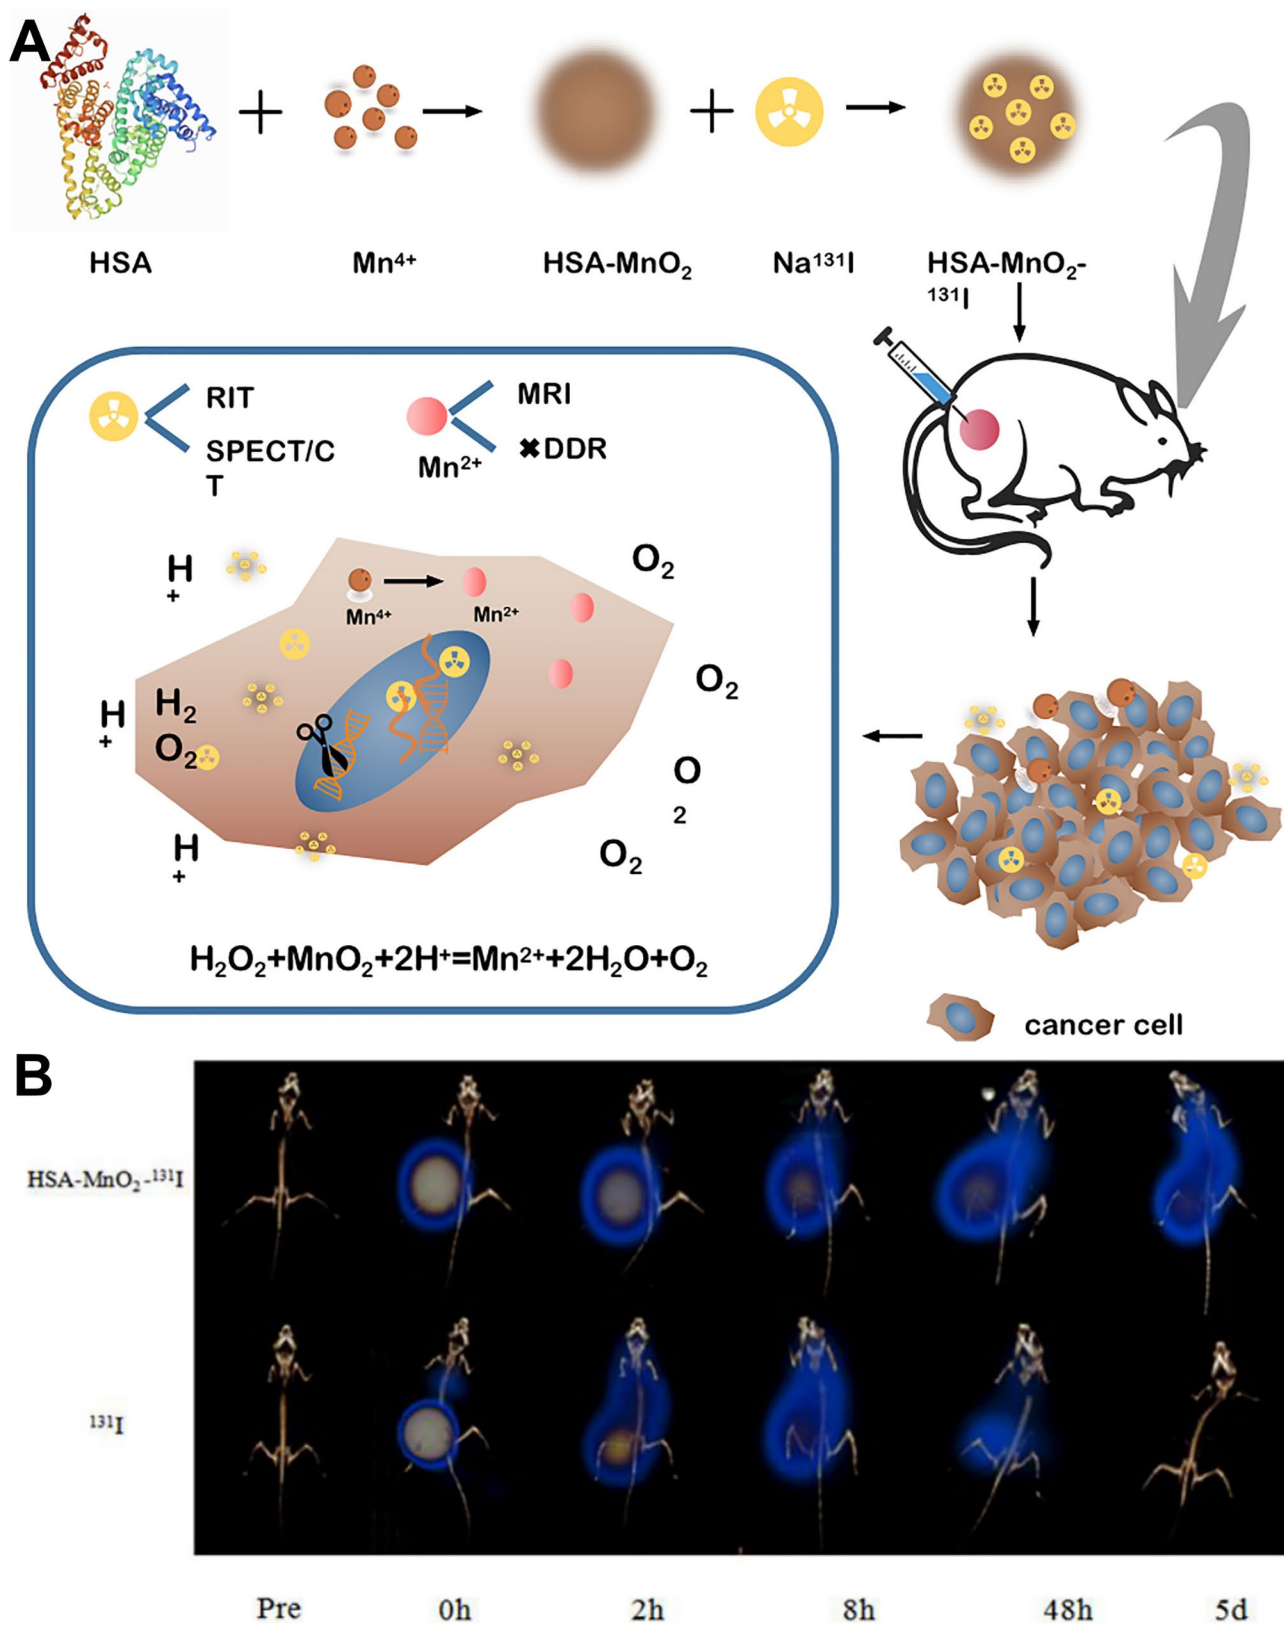 A
HSA
Mn⁴⁺
HSA-MnO₂
Na¹³¹I
HSA-MnO₂-
¹³¹I
RIT
SPECT/C
T
MRI
Mn²⁺
✖DDR
H
+
O₂
Mn⁴⁺
Mn²⁺
O₂
H
+
H₂
O₂
O
2
H
+
O₂
H₂O₂+MnO₂+2H⁺=Mn²⁺+2H₂O+O₂
cancer cell
B
HSA-MnO₂-¹³¹I
¹³¹I
Pre
0h
2h
8h
48h
5d